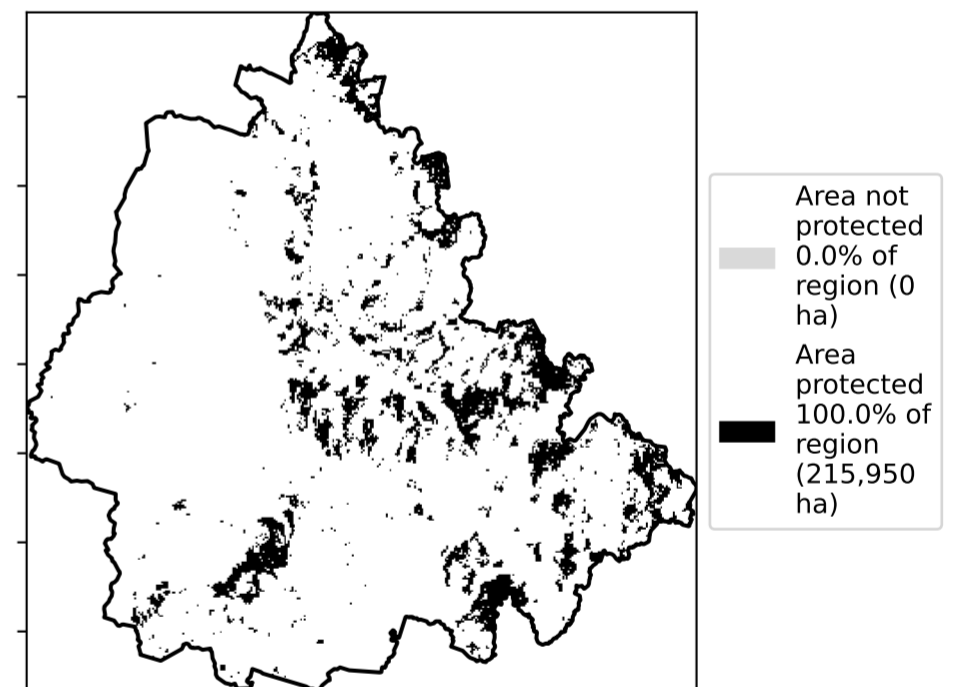 Area not
protected
0.0% of
region (0
ha)
Area
protected
100.0% of
region
(215,950
ha)